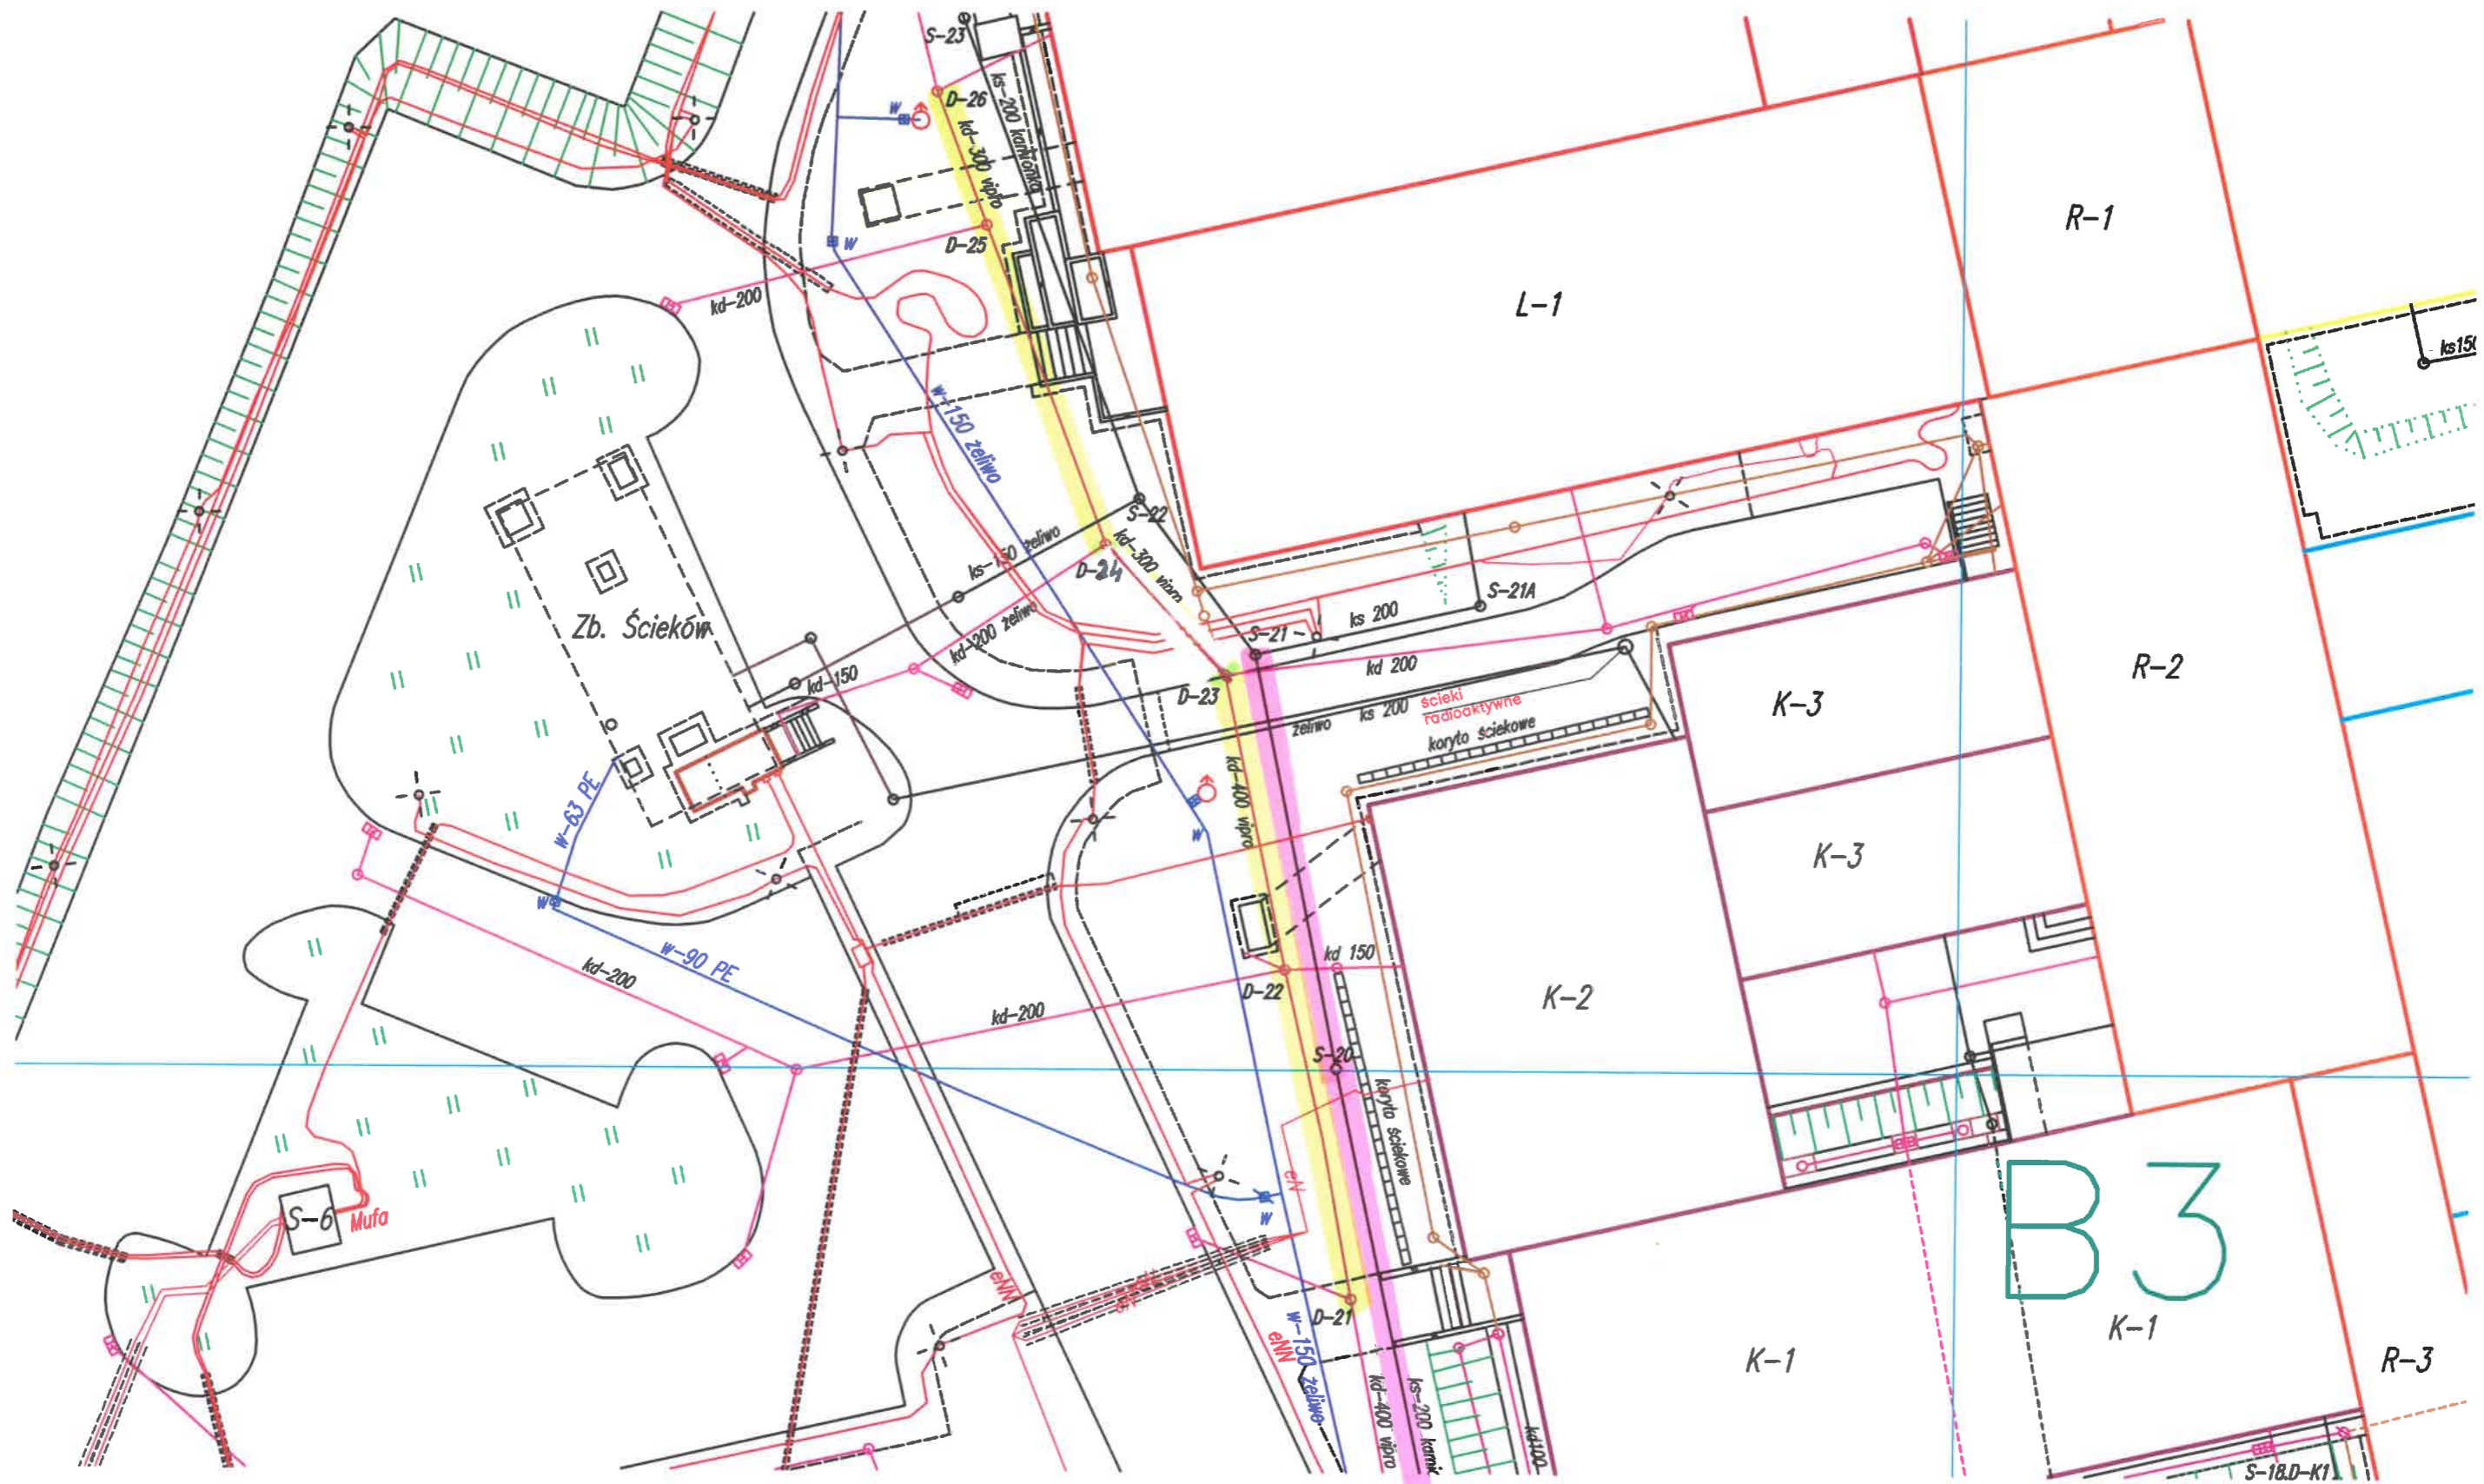 S-23
D-26
w
ks-200 kamionka
kd-300 vipro
D-25
w
kd-200
L-1
R-1
ks150
w-150 żeliwo
S-22
ks-150 żeliwo
kd-300
D-24
kd-200 żeliwo
S-21A
ks 200
S-21
Zb. Ścieków
kd-150
D-23
kd 200
R-2
K-3
ścieki
radioaktywne
ks 200
żeliwo
koryto ściekowe
kd-400 vipro
w-63 PE
w
K-3
w
w-90 PE
kd-200
kd 150
D-22
kd-200
K-2
S-20
koryto ściekowe
eN
w
S-6
Mufa
B3
eNN
D-21
w-150 żeliwo
eNN
kd-400 vipro
ks-200 kamic
kd100
K-1
K-1
R-3
S-18.D-K1